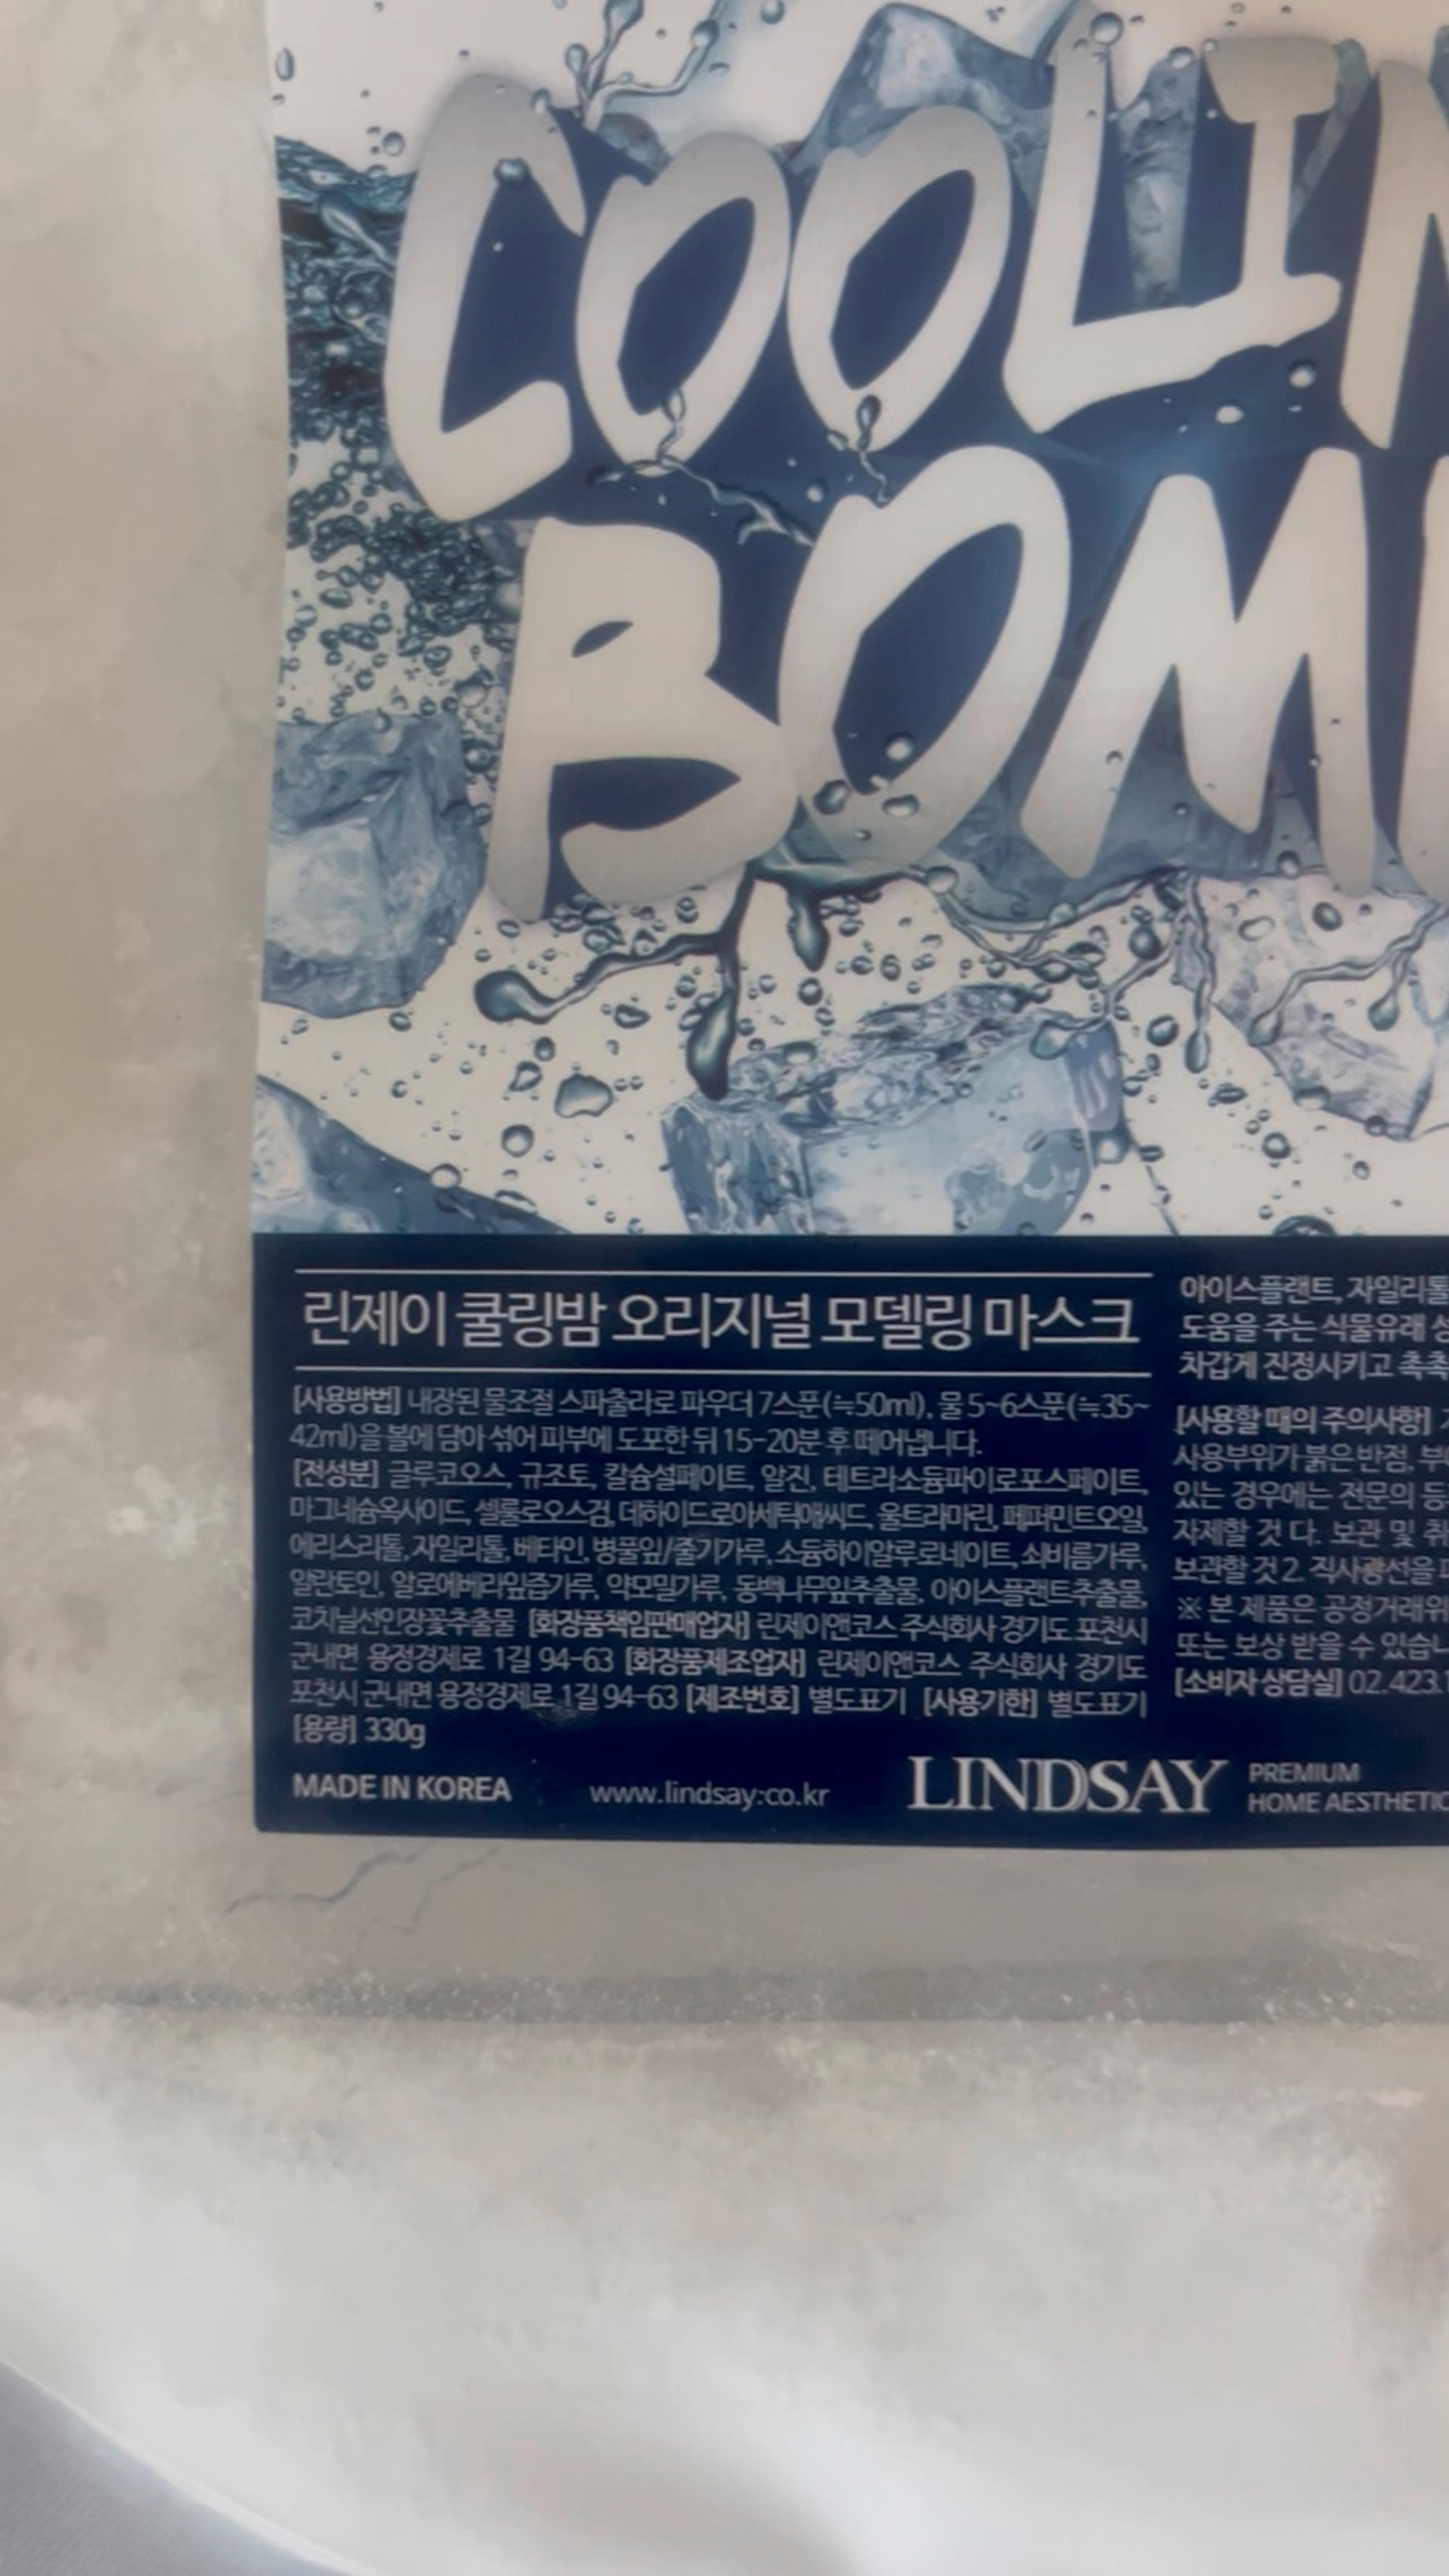 COOLIN
BOM
린제이 쿨링밤 오리지널 모델링 마스크
[사용방법] 내장된 물조절 스파출라로 파우더 7스푼(≒50ml), 물 5~6스푼(≒35~
42ml)을 볼에 담아 섞어 피부에 도포한 뒤 15-20분 후 떼어냅니다.
[전성분] 글루코오스, 규조토, 칼슘설페이트, 알진, 테트라소듐파이로포스페이트,
마그네슘옥사이드, 셀룰로오스검, 데하이드로아세틱애씨드, 울트라마린, 페퍼민트오일,
에리스리톨, 자일리톨, 베타인, 병풀잎/줄기가루, 소듐하이알루로네이트, 쇠비름가루,
알란토인, 알로에베라잎즙가루, 약모밀가루, 동백나무잎추출물, 아이스플랜트추출물,
코치닐선인장꽃추출물 [화장품책임판매업자] 린제이앤코스 주식회사 경기도 포천시
군내면 용정경제로 1길 94-63 [화장품제조업자] 린제이앤코스 주식회사 경기도
포천시 군내면 용정경제로 1길 94-63 [제조번호] 별도표기 [사용기한] 별도표기
[용량] 330g
아이스플랜트, 자일리톨
도움을 주는 식물유래
차갑게 진정시키고 촉촉
[사용할 때의 주의사항]
사용부위가 붉은 반점,
있는 경우에는 전문의 등
자제할 것 다. 보관 및 취
보관할 것 2. 직사광선을
※ 본 제품은 공정거래위
또는 보상 받을 수 있습니
[소비자 상담실] 02.423.
MADE IN KOREA
www.lindsay.co.kr
LINDSAY
PREMIUM
HOME AESTHETIC